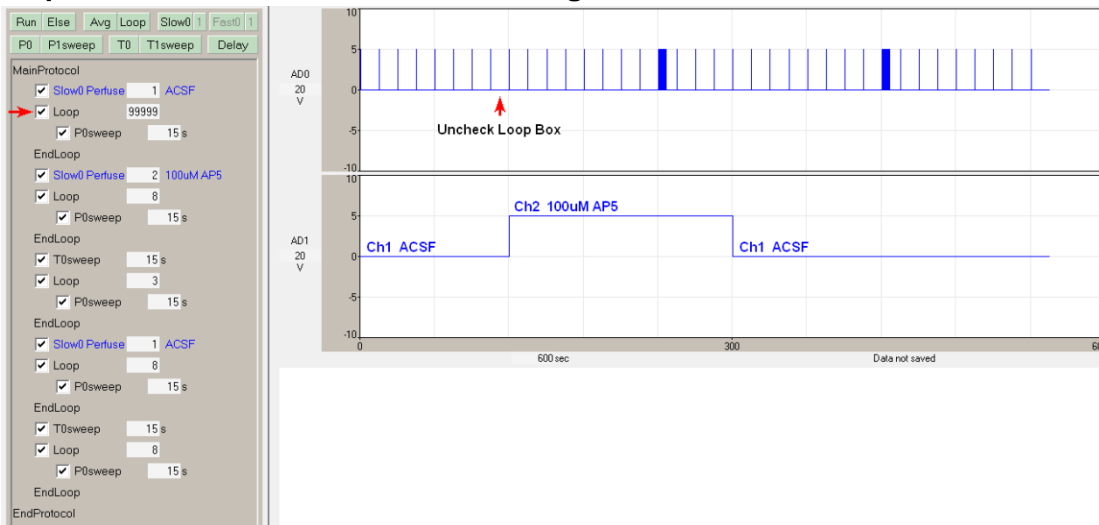 Run Else Avg Loop Slow0 1 Fast0 1
P0 P1sweep T0 T1sweep Delay
MainProtocol
Slow0 Perfuse 1 ACSF
Loop 99999
P0sweep 15 s
EndLoop
Slow0 Perfuse 2 100uM AP5
Loop 8
P0sweep 15 s
EndLoop
T0sweep 15 s
Loop 3
P0sweep 15 s
EndLoop
Slow0 Perfuse 1 ACSF
Loop 8
P0sweep 15 s
EndLoop
T0sweep 15 s
Loop 8
P0sweep 15 s
EndLoop
EndProtocol
10
5
AD0
20
V
0
Uncheck Loop Box
-5
-10
10
Ch2 100uM AP5
5
AD1
20
V
Ch1 ACSF
Ch1 ACSF
0
-5
-10
0
300
600 sec
Data not saved